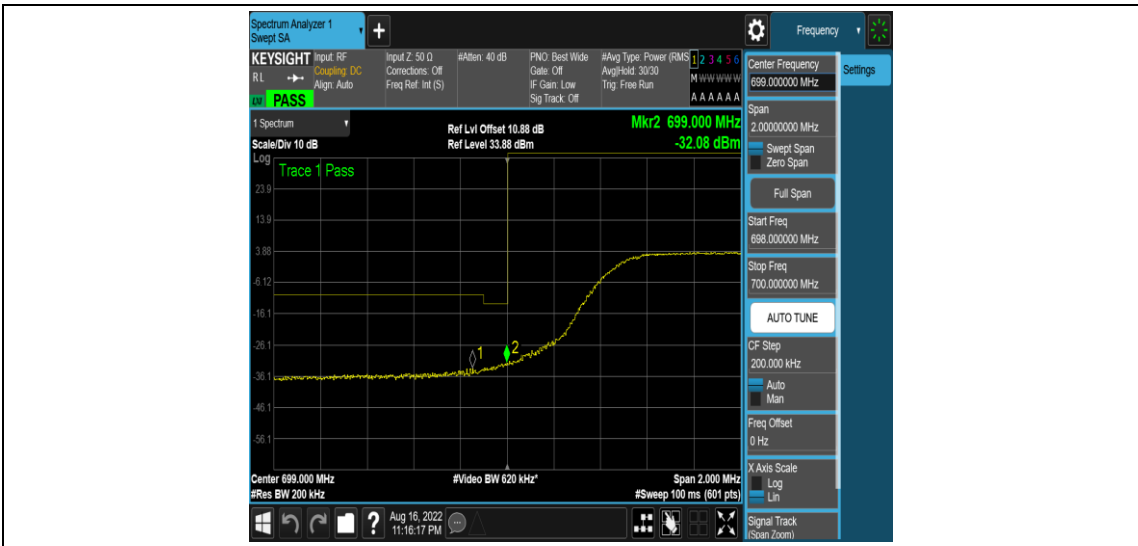 Spectrum Analyzer 1
Swept SA
+
Frequency
KEYSIGHT
RL
PASS
Input: RF
Coupling: DC
Align: Auto
Input Z: 50 Ω
Corrections: Off
Freq Ref: Int (S)
#Atten: 40 dB
PNO: Best Wide
Gate: Off
IF Gain: Low
Sig Track: Off
#Avg Type: Power (RMS
Avg|Hold: 30/30
Trig: Free Run
1 2 3 4 5 6
M W W W W W
A A A A A A
1 Spectrum
Scale/Div 10 dB
Ref Lvl Offset 10.88 dB
Ref Level 33.88 dBm
Mkr2 699.000 MHz
-32.08 dBm
Log
Trace 1 Pass
23.9
13.9
3.88
-6.12
-16.1
-26.1
-36.1
-46.1
-56.1
1
2
Center 699.000 MHz
#Res BW 200 kHz
#Video BW 620 kHz*
Span 2.000 MHz
#Sweep 100 ms (601 pts)
?
Aug 16, 2022
11:16:17 PM
Center Frequency
699.000000 MHz
Settings
Span
2.00000000 MHz
Swept Span
Zero Span
Full Span
Start Freq
698.000000 MHz
Stop Freq
700.000000 MHz
AUTO TUNE
CF Step
200.000 kHz
Auto
Man
Freq Offset
0 Hz
X Axis Scale
Log
Lin
Signal Track
(Span Zoom)